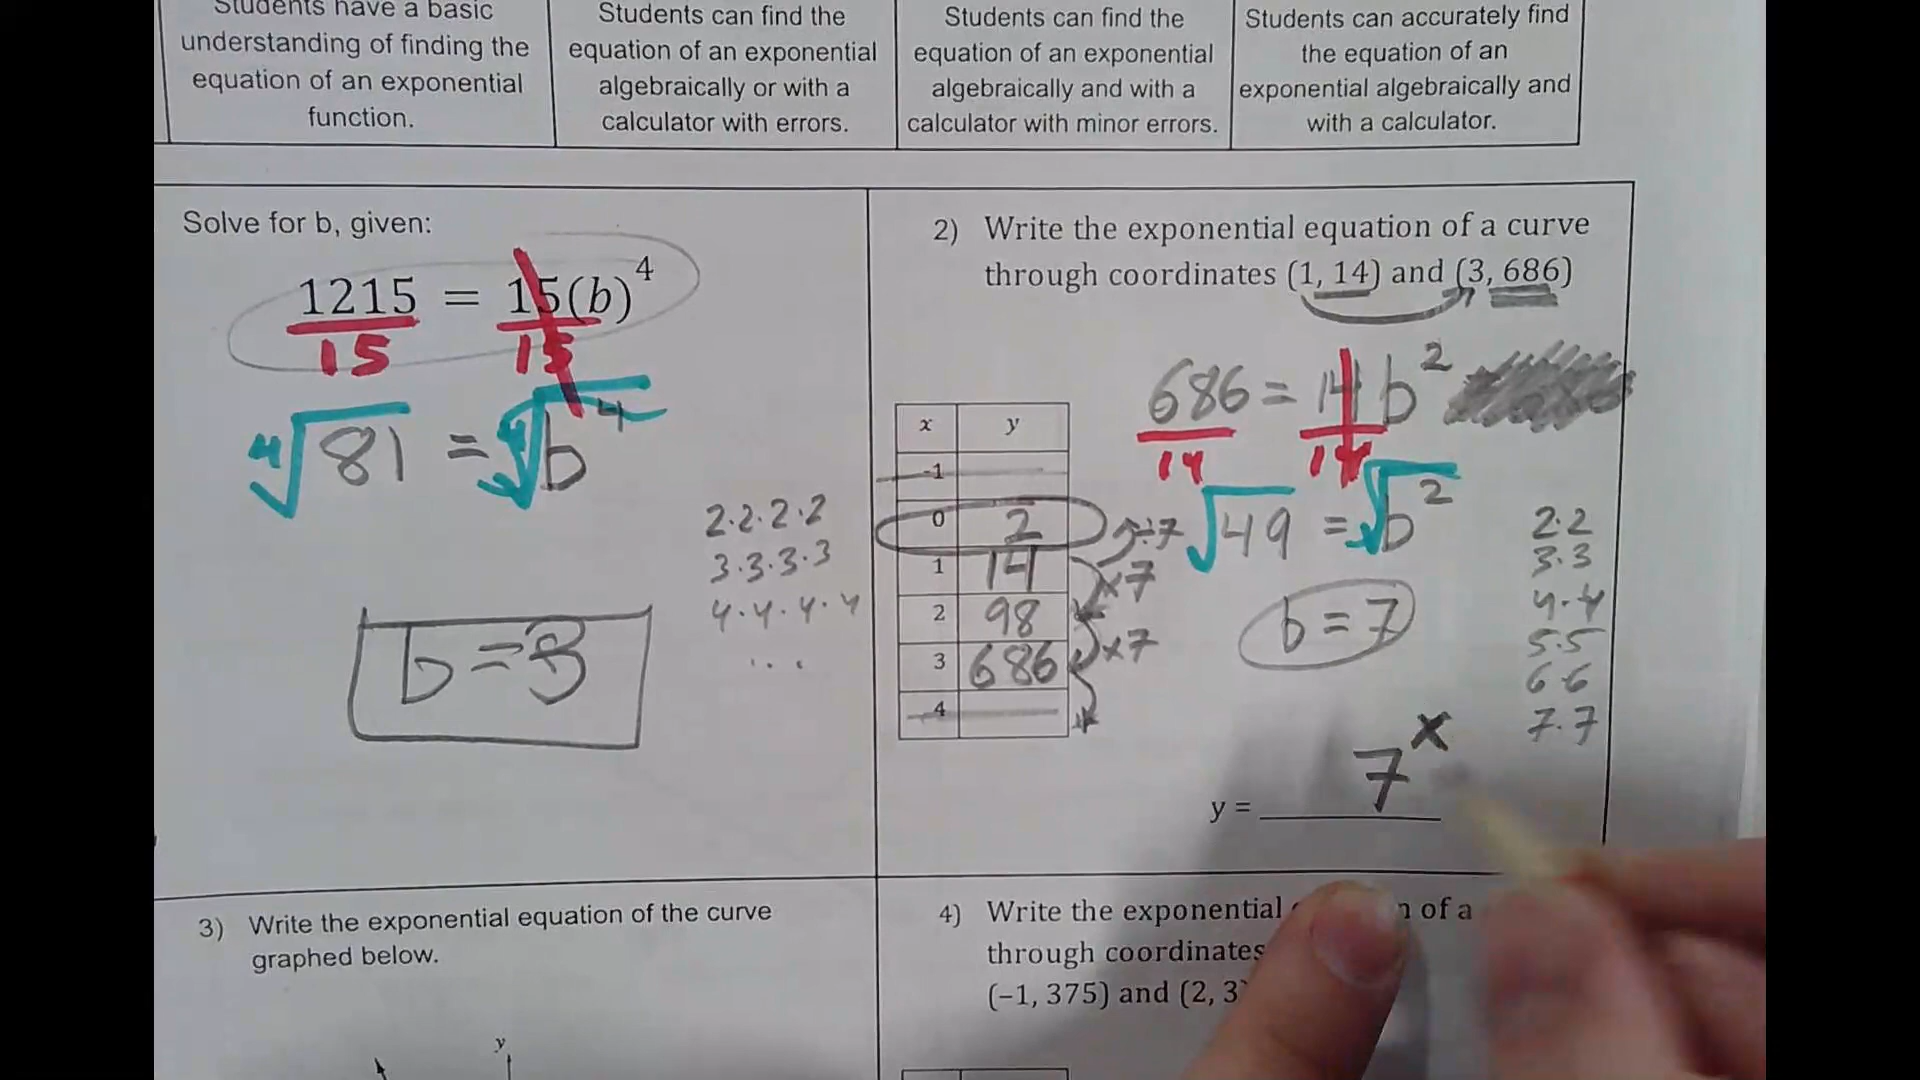 Students have a basic
understanding of finding the
equation of an exponential
function.
Students can find the
equation of an exponential
algebraically or with a
calculator with errors.
Students can find the
equation of an exponential
algebraically and with a
calculator with minor errors.
Students can accurately find
the equation of an
exponential algebraically and
with a calculator.
Solve for b, given:
1215 = 15(b)^4
15 15
∜81 = ∜b^4
2·2·2·2
3·3·3·3
4·4·4·4
...
b=3
2) Write the exponential equation of a curve
through coordinates (1, 14) and (3, 686)
686 = 14b^2
14 14
√49 = √b^2
b=7
2·2
3·3
4·4
5·5
6·6
7·7
x y
-1
0 2
1 14
2 98
3 686
4
÷7
×7
×7
y = 7^x
3) Write the exponential equation of the curve
graphed below.
y
4) Write the exponential of a
through coordinates
(−1, 375) and (2, 3